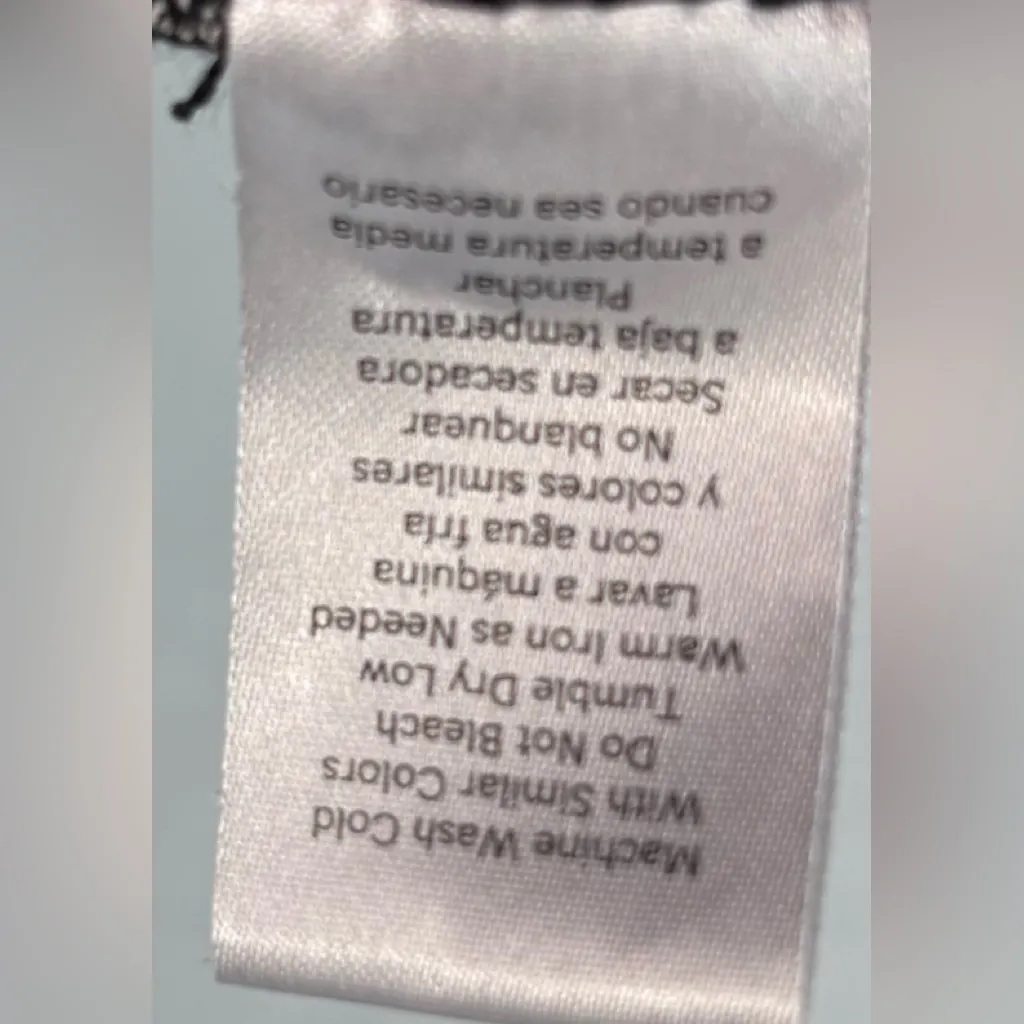 Machine Wash Cold
With Similar Colors
Do Not Bleach
Tumble Dry Low
Warm Iron as Needed
Lavar a máquina
con agua fría
y colores similares
No blanquear
Secar en secadora
a baja temperatura
Planchar
a temperatura media
cuando sea necesario